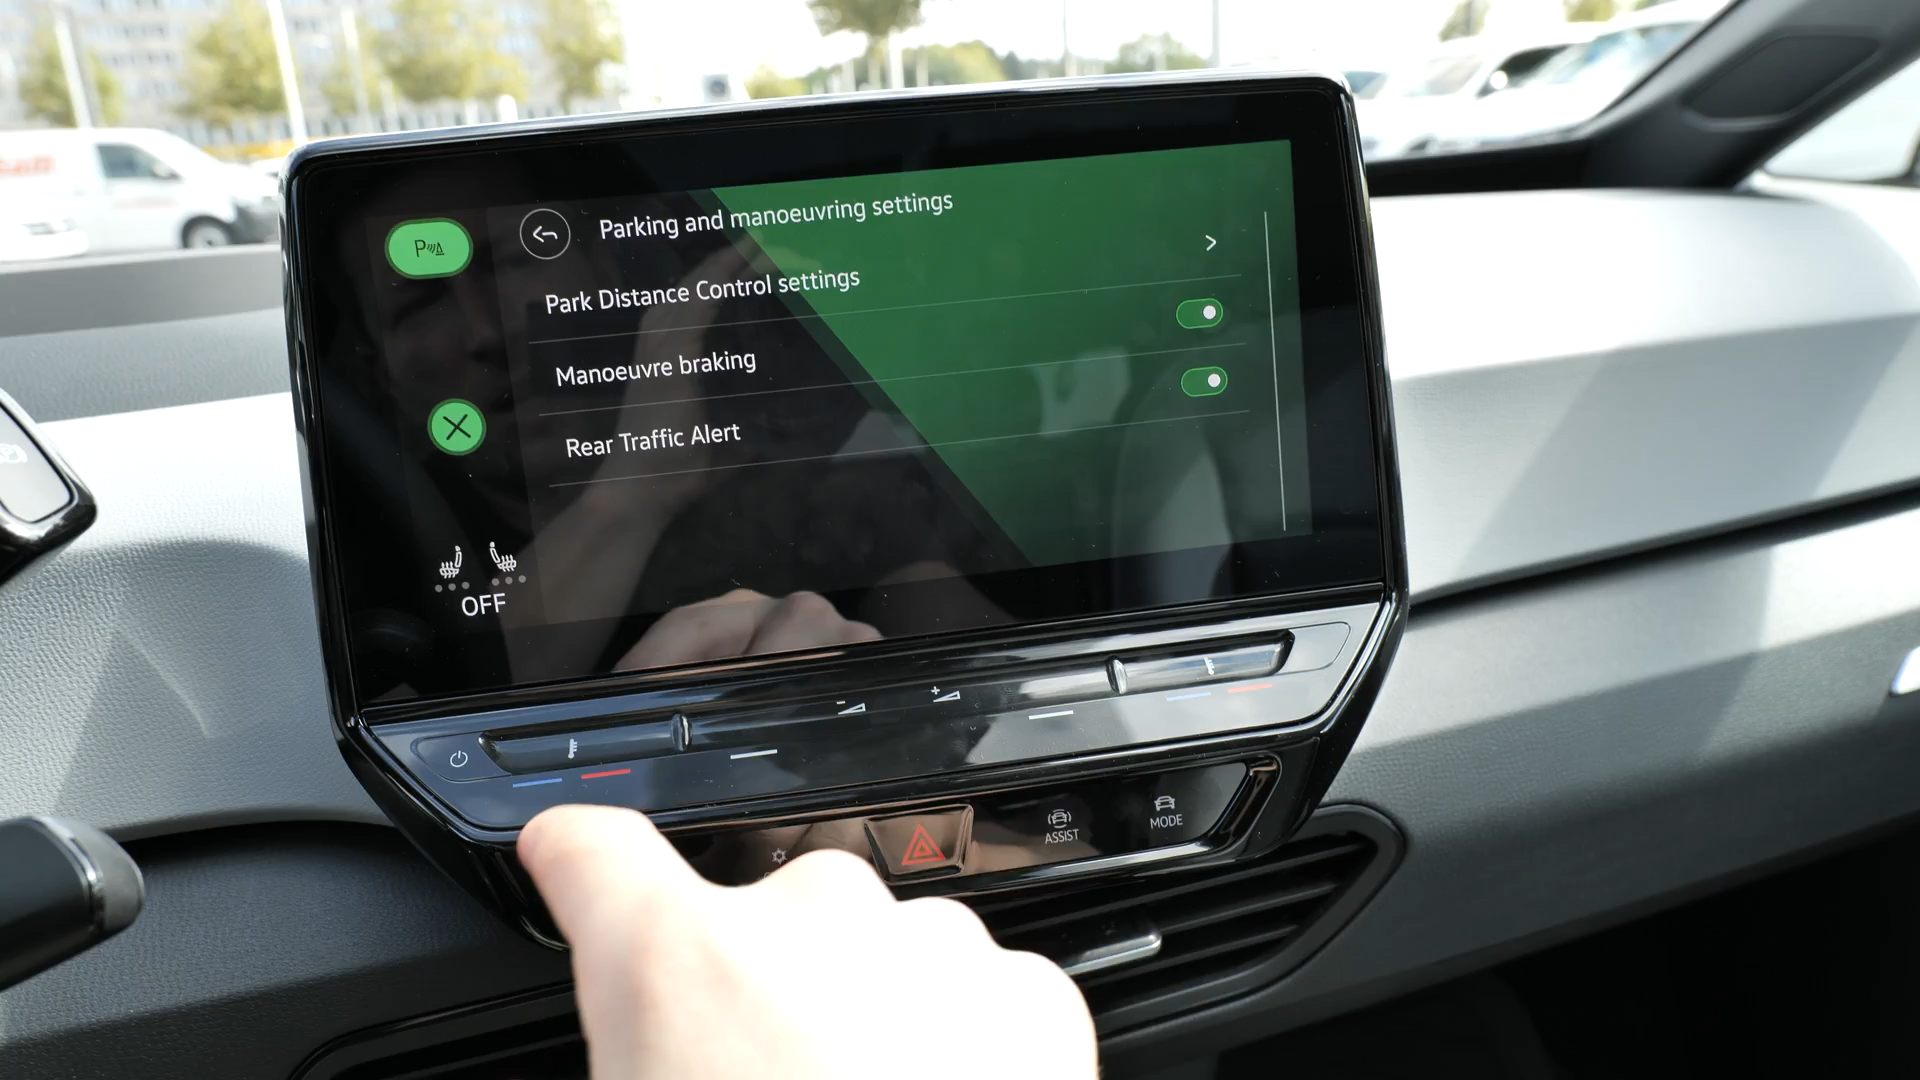 Parking and manoeuvring settings
P
Park Distance Control settings
Manoeuvre braking
Rear Traffic Alert
OFF
ASSIST
MODE